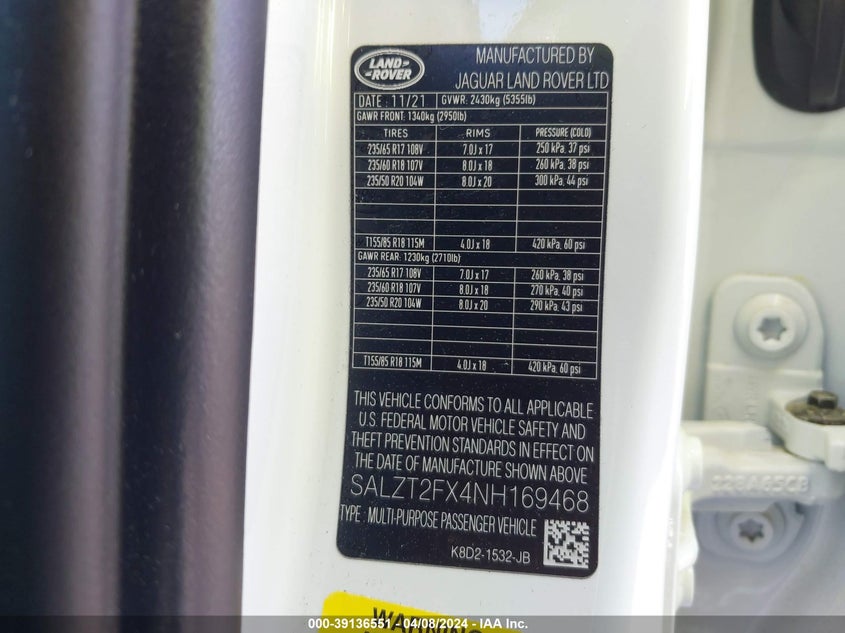 LAND-
-ROVER
MANUFACTURED BY
JAGUAR LAND ROVER LTD
DATE : 11/21 GVWR: 2430kg (5355lb)
GAWR FRONT: 1340kg (2950lb)
TIRES RIMS PRESSURE (COLD)
235/65 R17 108V 7.0J x 17 250 kPa, 37 psi
235/60 R18 107V 8.0J x 18 260 kPa, 38 psi
235/50 R20 104W 8.0J x 20 300 kPa, 44 psi
T155/85 R18 115M 4.0J x 18 420 kPa, 60 psi
GAWR REAR: 1230kg (2710lb)
235/65 R17 108V 7.0J x 17 260 kPa, 38 psi
235/60 R18 107V 8.0J x 18 270 kPa, 40 psi
235/50 R20 104W 8.0J x 20 290 kPa, 43 psi
T155/85 R18 115M 4.0J x 18 420 kPa, 60 psi
THIS VEHICLE CONFORMS TO ALL APPLICABLE
U.S. FEDERAL MOTOR VEHICLE SAFETY AND
THEFT PREVENTION STANDARDS IN EFFECT ON
THE DATE OF MANUFACTURE SHOWN ABOVE
SALZT2FX4NH169468
TYPE : MULTI-PURPOSE PASSENGER VEHICLE
K8D2-1532-JB
WARNING
000-39136551 04/08/2024 - IAA Inc.